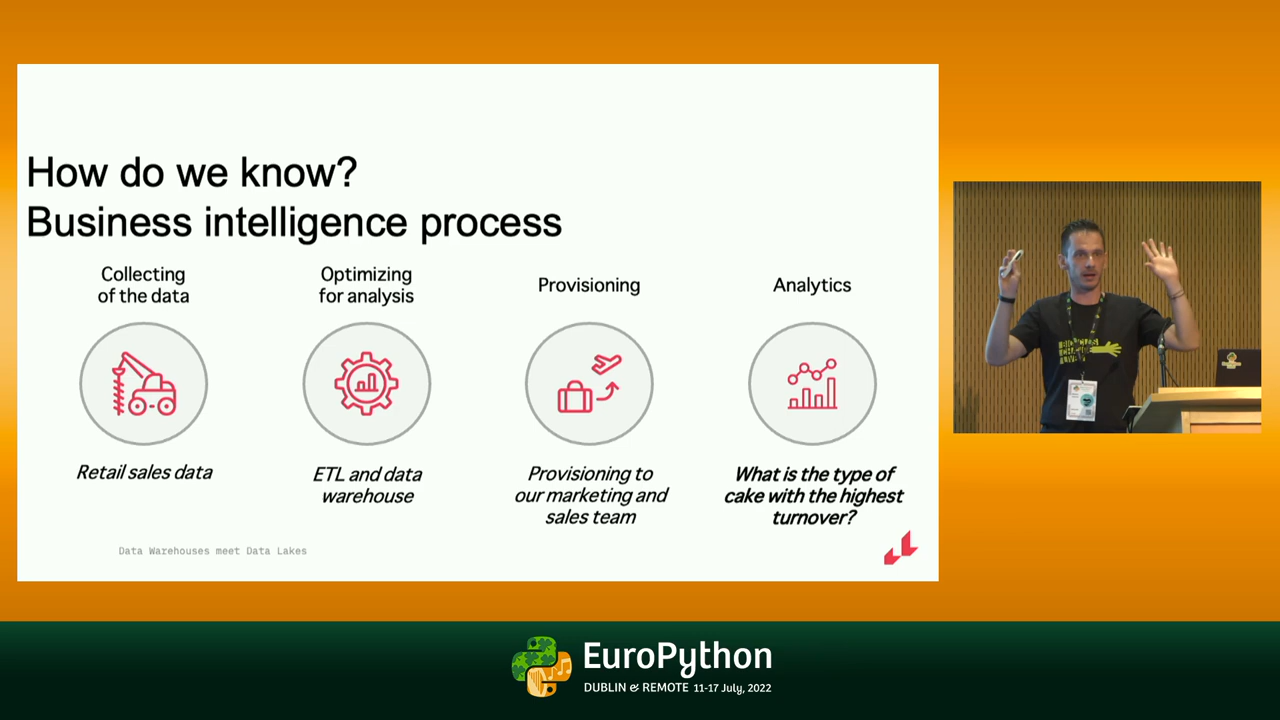 How do we know?
Business intelligence process
Collecting
of the data
Optimizing
for analysis
Provisioning
Analytics
Retail sales data
ETL and data
warehouse
Provisioning to
our marketing and
sales team
What is the type of
cake with the highest
turnover?
Data Warehouses meet Data Lakes
EuroPython
DUBLIN & REMOTE 11-17 July, 2022